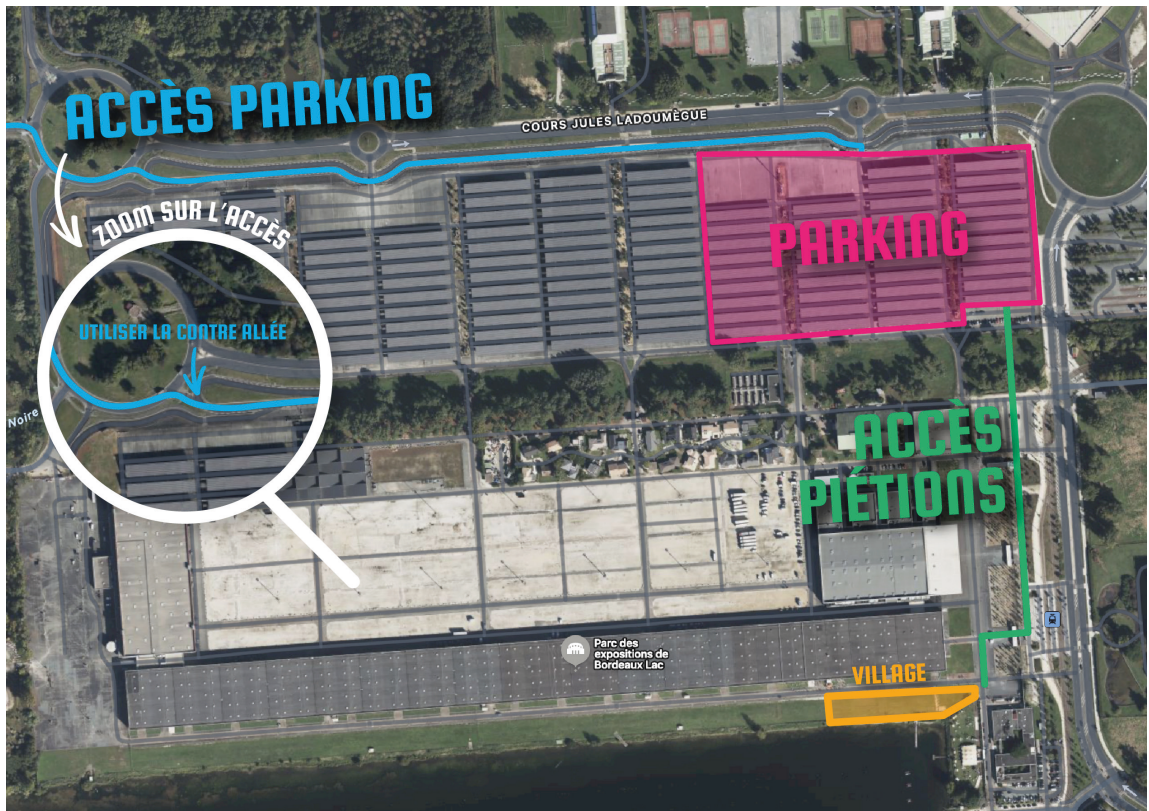 ACCÈS PARKING
COURS JULES LADOUMÈGUE
ZOOM SUR L'ACCÈS
PARKING
UTILISER LA CONTRE ALLÉE
Noire
ACCÈS
PIÉTIONS
Parc des
expositions de
Bordeaux Lac
VILLAGE